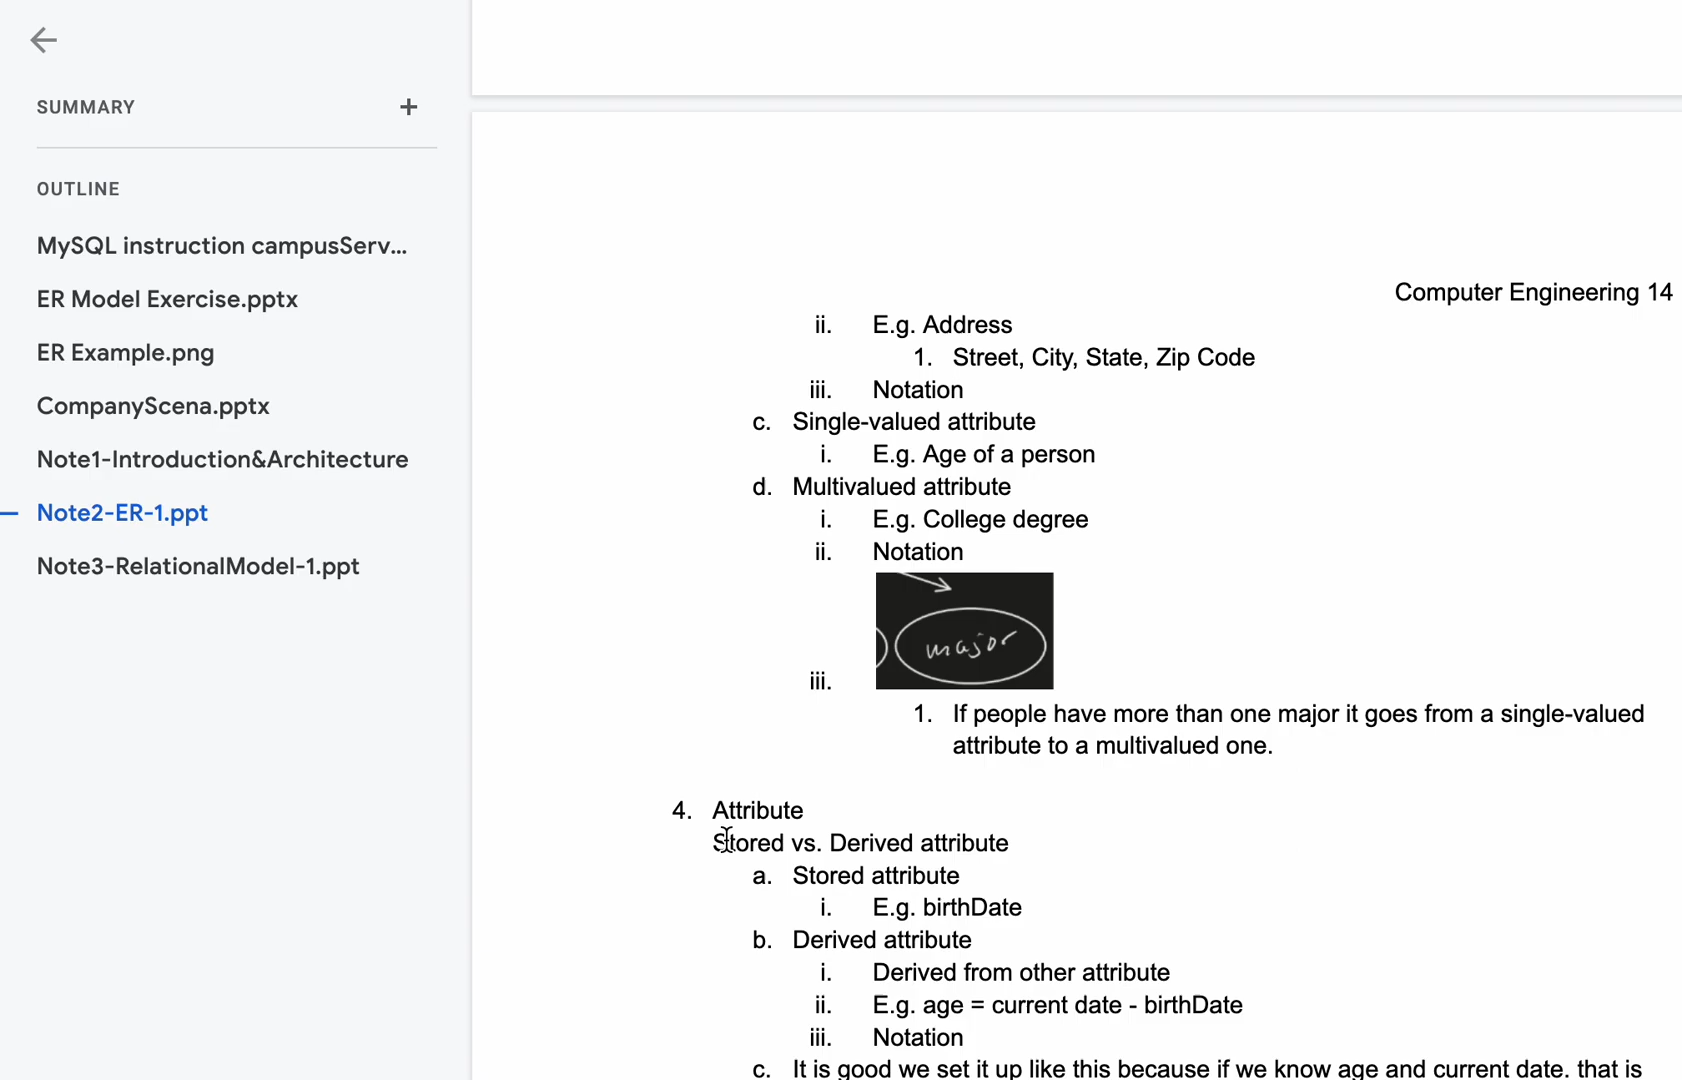 SUMMARY
+
OUTLINE
MySQL instruction campusServ...
ER Model Exercise.pptx
ER Example.png
CompanyScena.pptx
Note1-Introduction&Architecture
Note2-ER-1.ppt
Note3-RelationalModel-1.ppt
Computer Engineering 14
ii. E.g. Address
1. Street, City, State, Zip Code
iii. Notation
c. Single-valued attribute
i. E.g. Age of a person
d. Multivalued attribute
i. E.g. College degree
ii. Notation
major
iii.
1. If people have more than one major it goes from a single-valued
attribute to a multivalued one.
4. Attribute
Stored vs. Derived attribute
a. Stored attribute
i. E.g. birthDate
b. Derived attribute
i. Derived from other attribute
ii. E.g. age = current date - birthDate
iii. Notation
c. It is good we set it up like this because if we know age and current date. that is